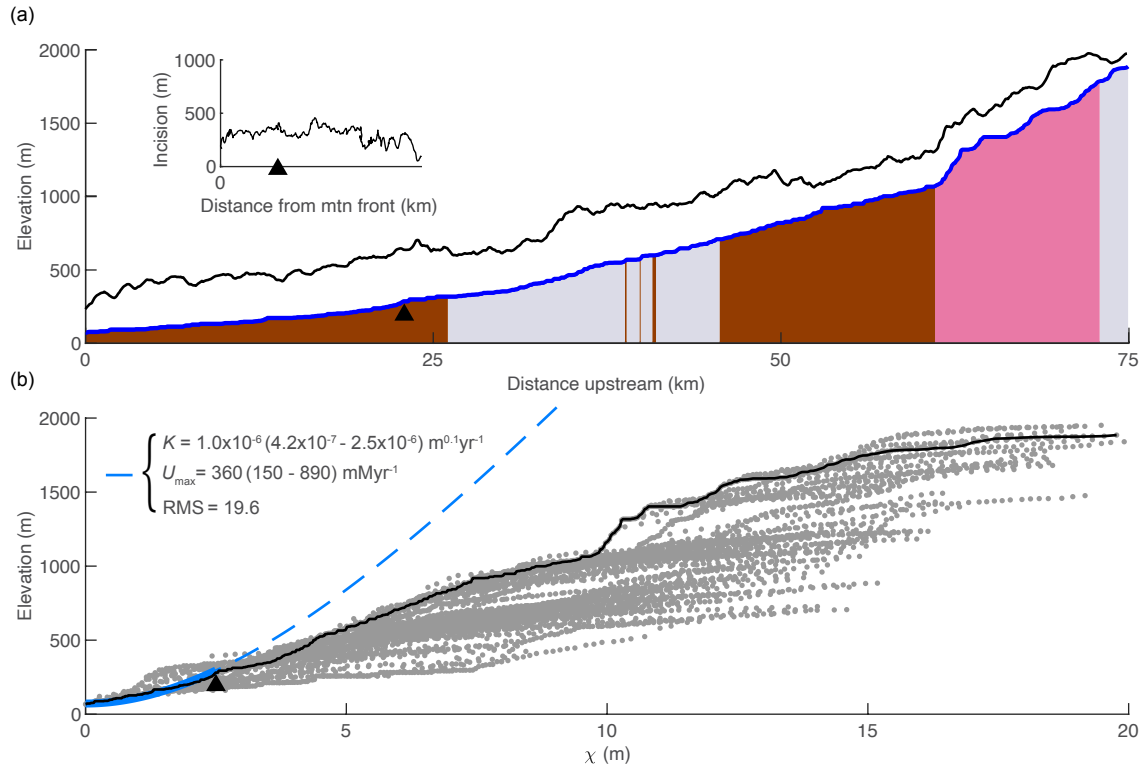 (a)
2000
1500
1000
500
0
Elevation (m)
1000
500
0
Incision (m)
0
Distance from mtn front (km)
0
25
50
75
Distance upstream (km)
(b)
2000
1500
1000
500
0
Elevation (m)
K = 1.0x10⁻⁶ (4.2x10⁻⁷ - 2.5x10⁻⁶) m⁰·¹yr⁻¹
Uₘₐₓ = 360 (150 - 890) mMyr⁻¹
RMS = 19.6
0
5
10
15
20
χ (m)